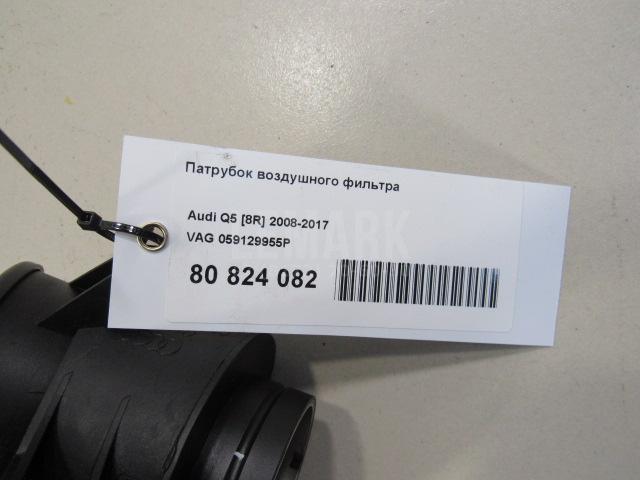 Патрубок воздушного фильтра
Audi Q5 [8R] 2008-2017
VAG 059129955P
80 824 082